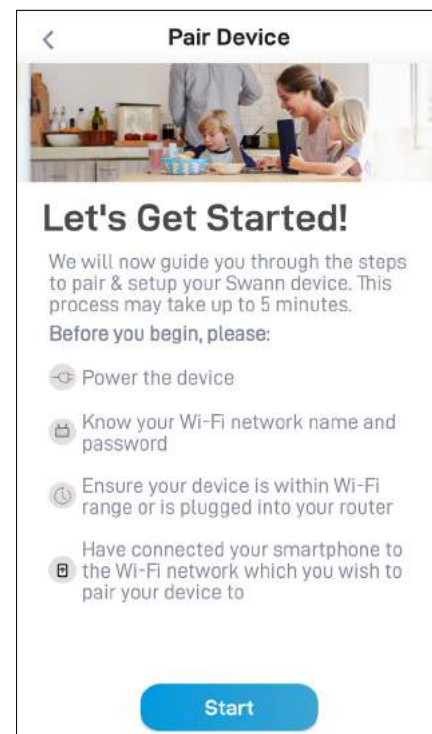 Pair Device
Let's Get Started!
We will now guide you through the steps
to pair & setup your Swann device. This
process may take up to 5 minutes.
Before you begin, please:
Power the device
Know your Wi-Fi network name and
password
Ensure your device is within Wi-Fi
range or is plugged into your router
Have connected your smartphone to
the Wi-Fi network which you wish to
pair your device to
Start